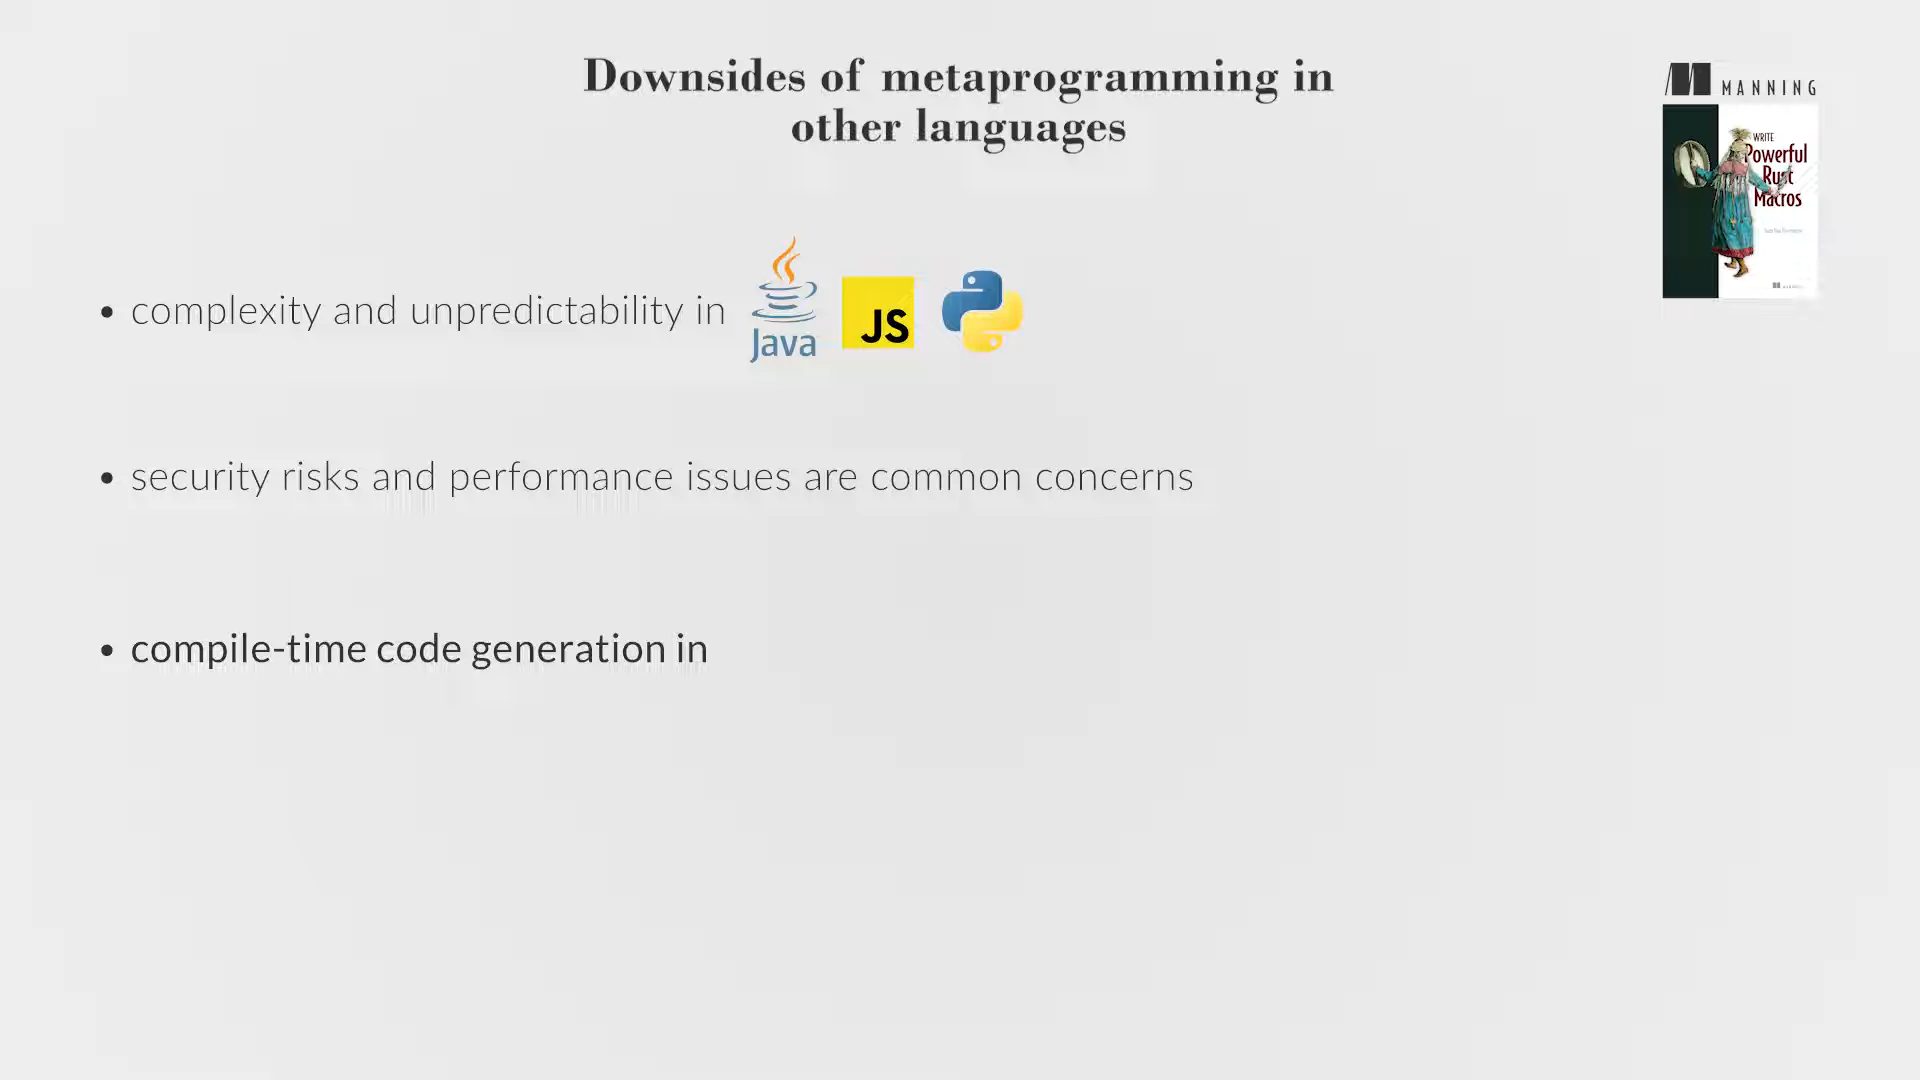 Downsides of metaprogramming in
other languages
MANNING
WRITE
Powerful
Rust
Macros
• complexity and unpredictability in
Java
JS
• security risks and performance issues are common concerns
• compile-time code generation in